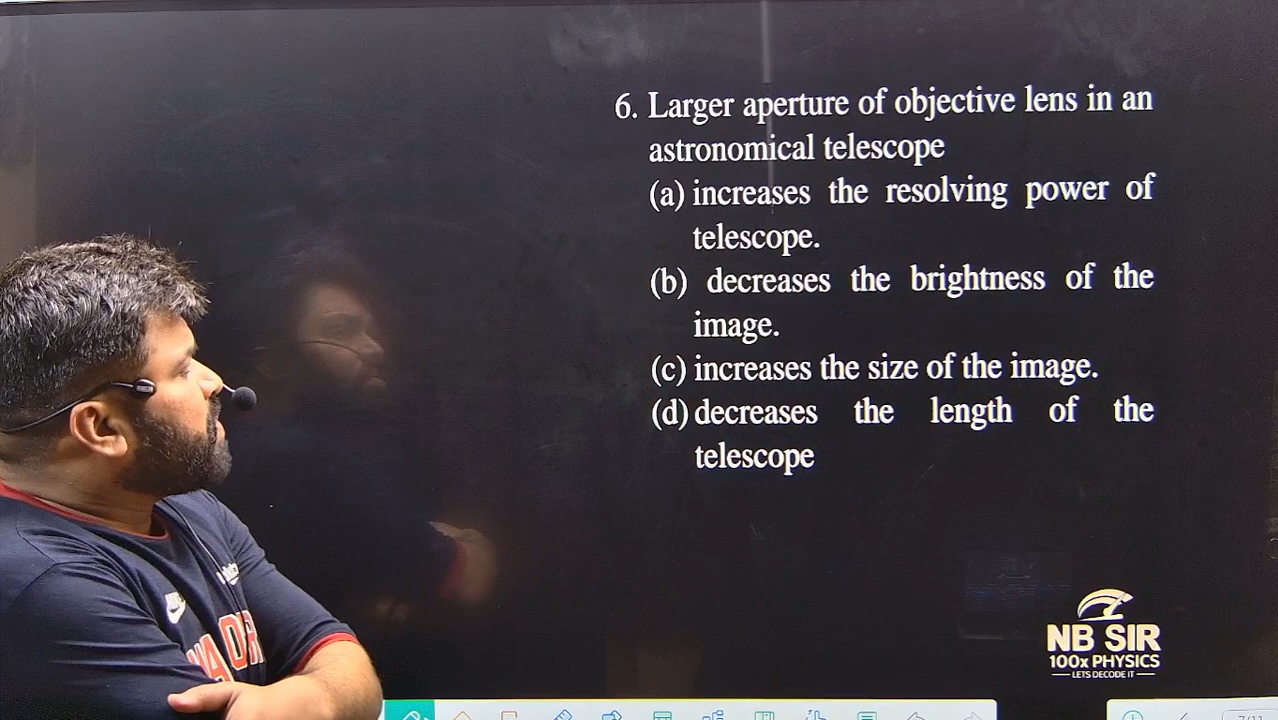 6. Larger aperture of objective lens in an
astronomical telescope
(a) increases the resolving power of
telescope.
(b) decreases the brightness of the
image.
(c) increases the size of the image.
(d) decreases the length of the
telescope
NB SIR
100x PHYSICS
LETS DECODE IT